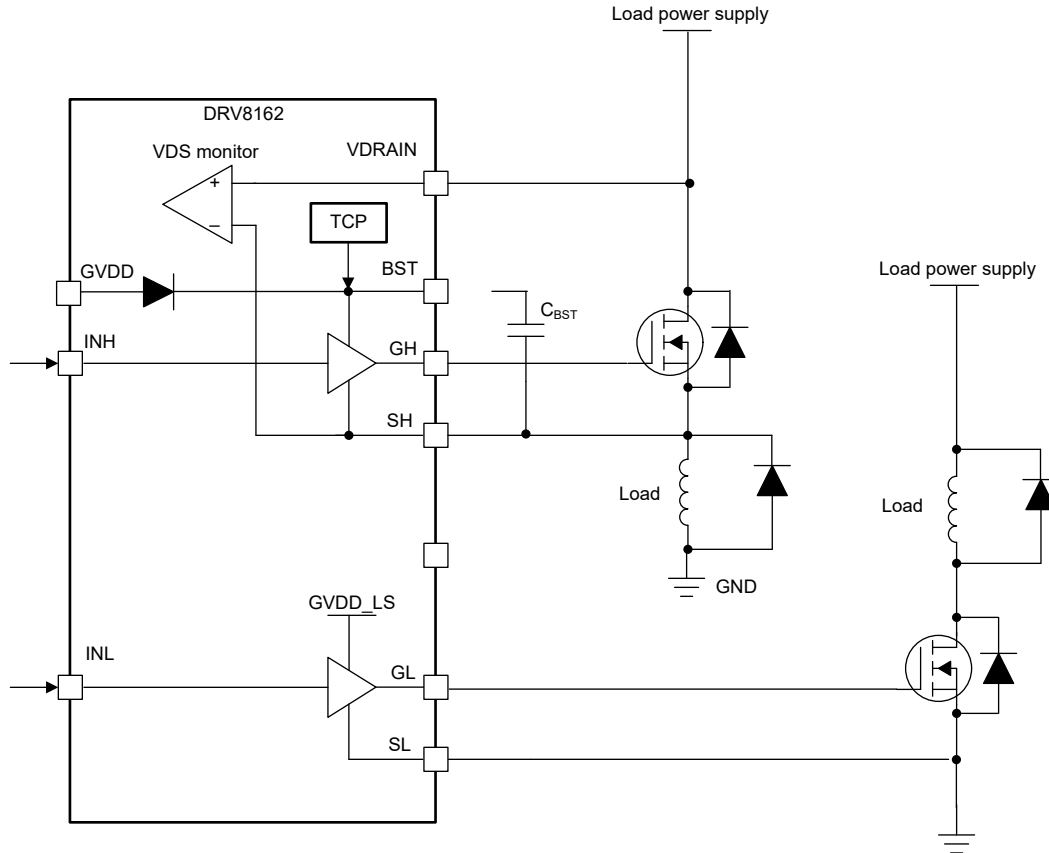 Load power supply
DRV8162
VDS monitor
VDRAIN
+
−
TCP
GVDD
BST
Load power supply
CBST
INH
GH
SH
Load
Load
GND
GVDD_LS
INL
GL
SL